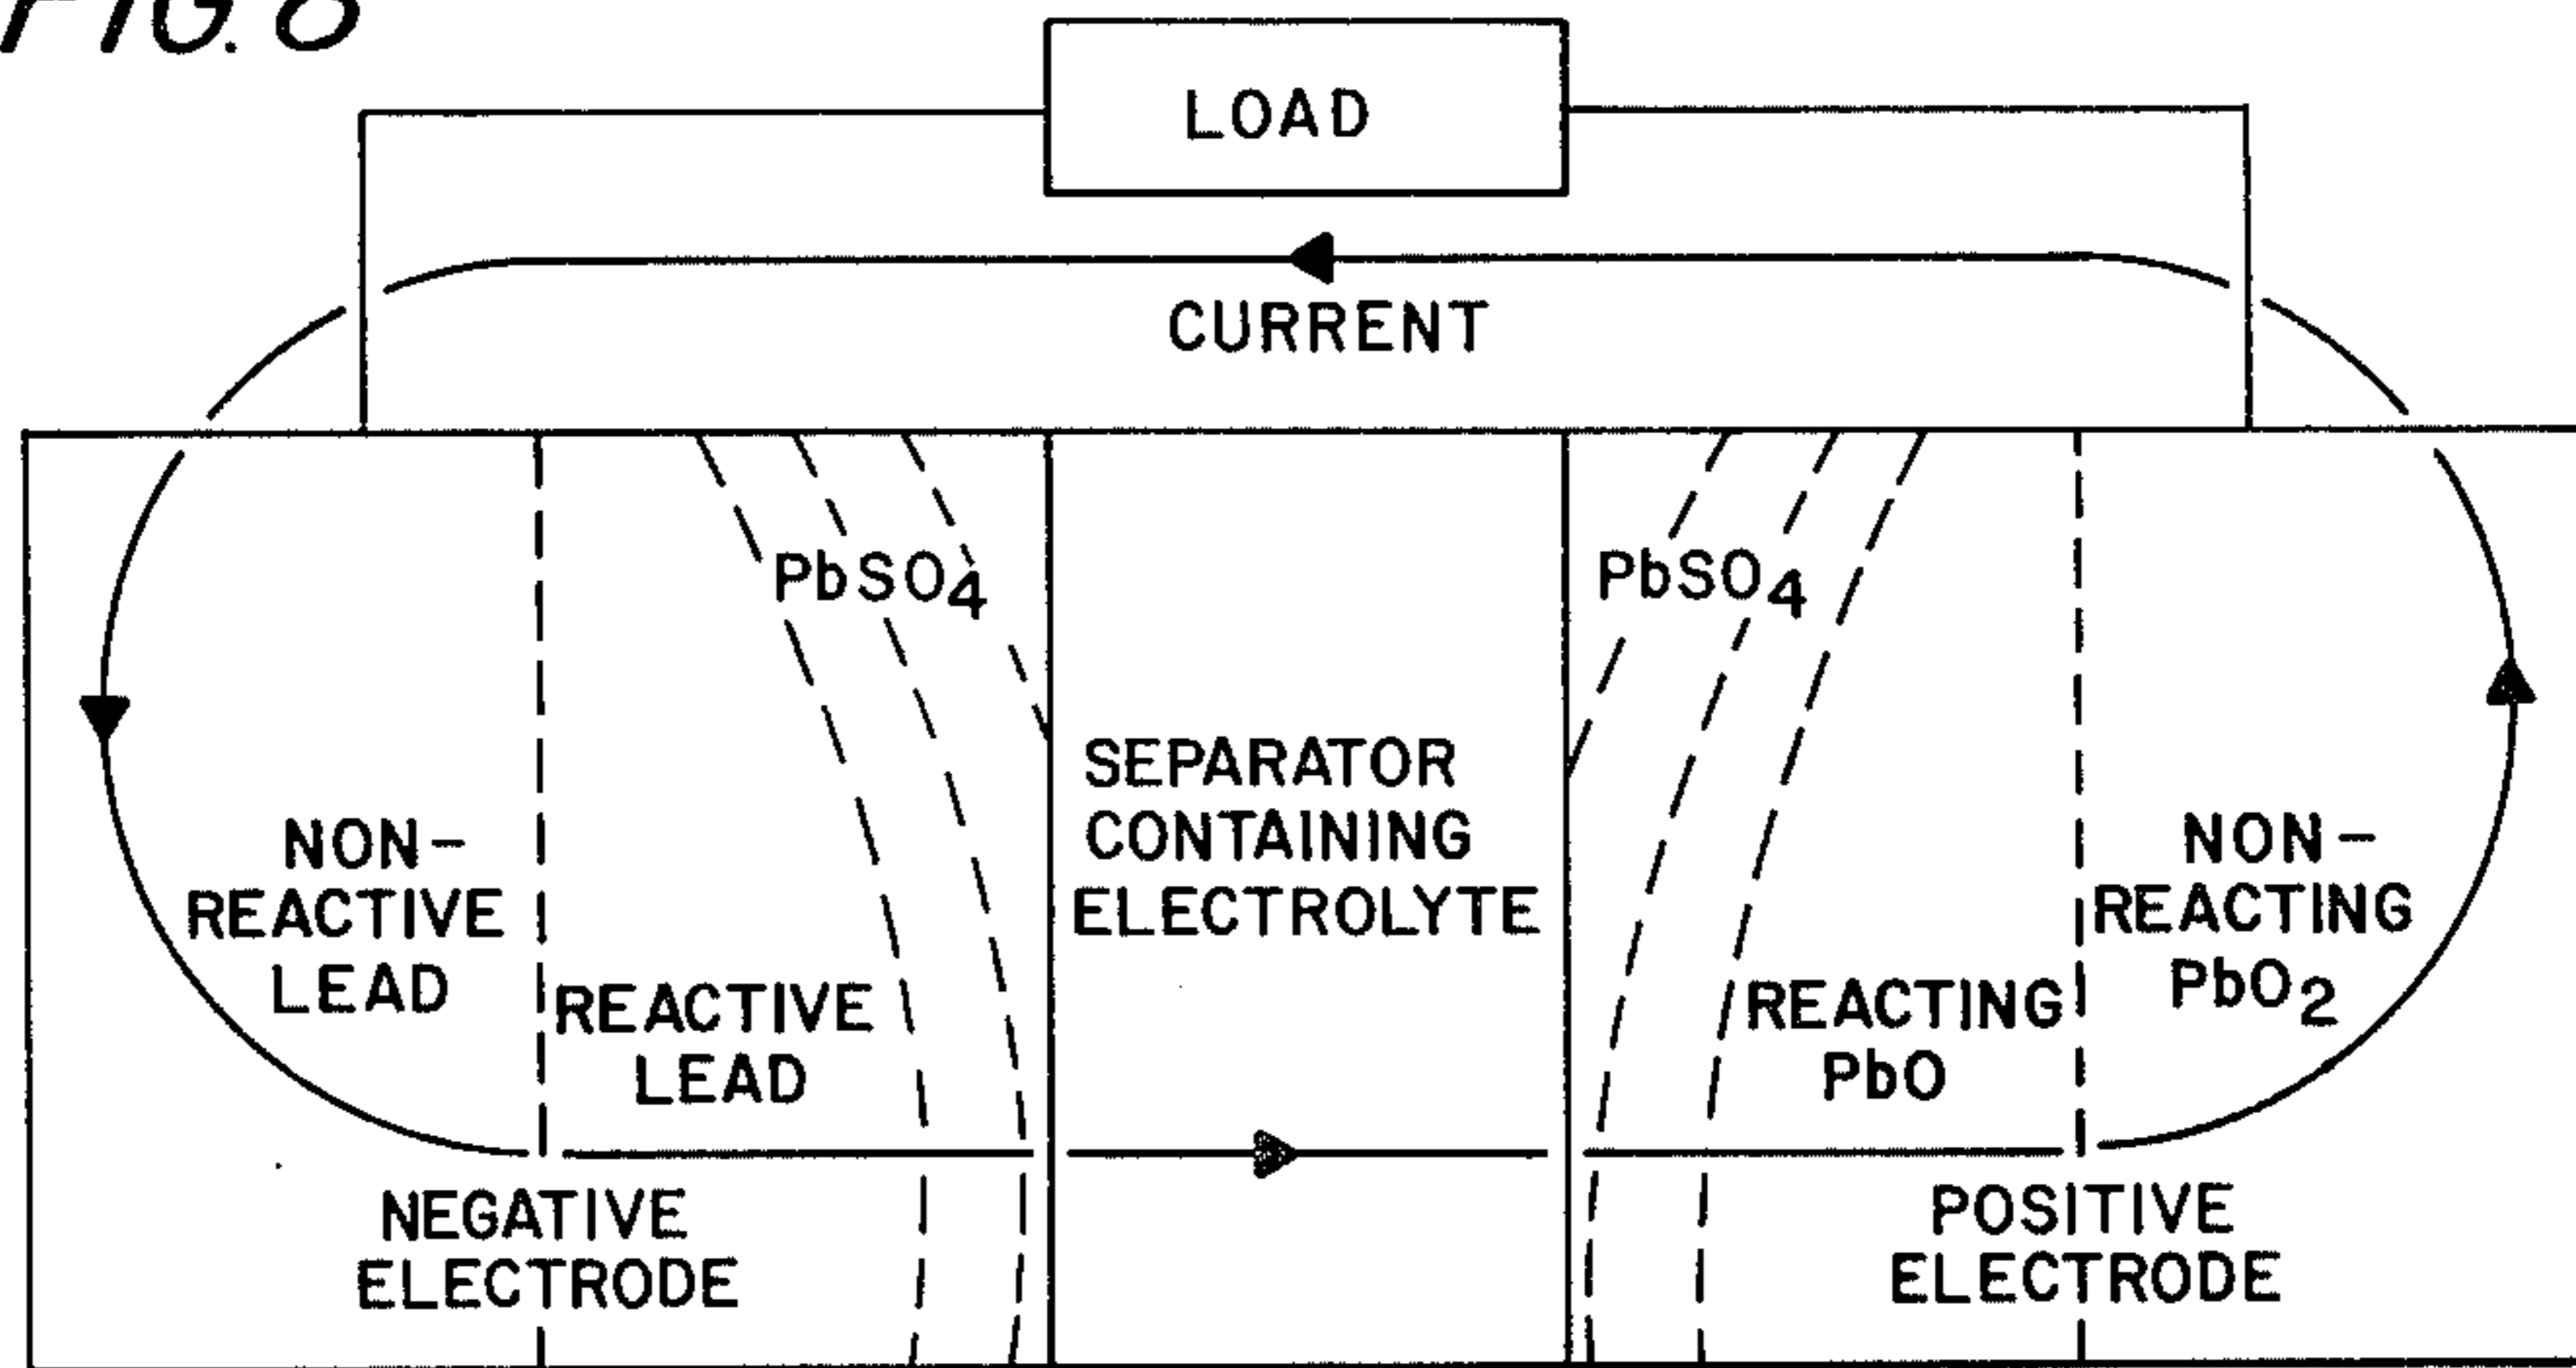 FIG.
LOAD
CURRENT
PbSO4
PbSO4
SEPARATOR
CONTAINING
ELECTROLYTE
NON-
REACTIVE
LEAD
REACTIVE
LEAD
REACTING
PbO
NON-
REACTING
PbO2
NEGATIVE
ELECTRODE
POSITIVE
ELECTRODE